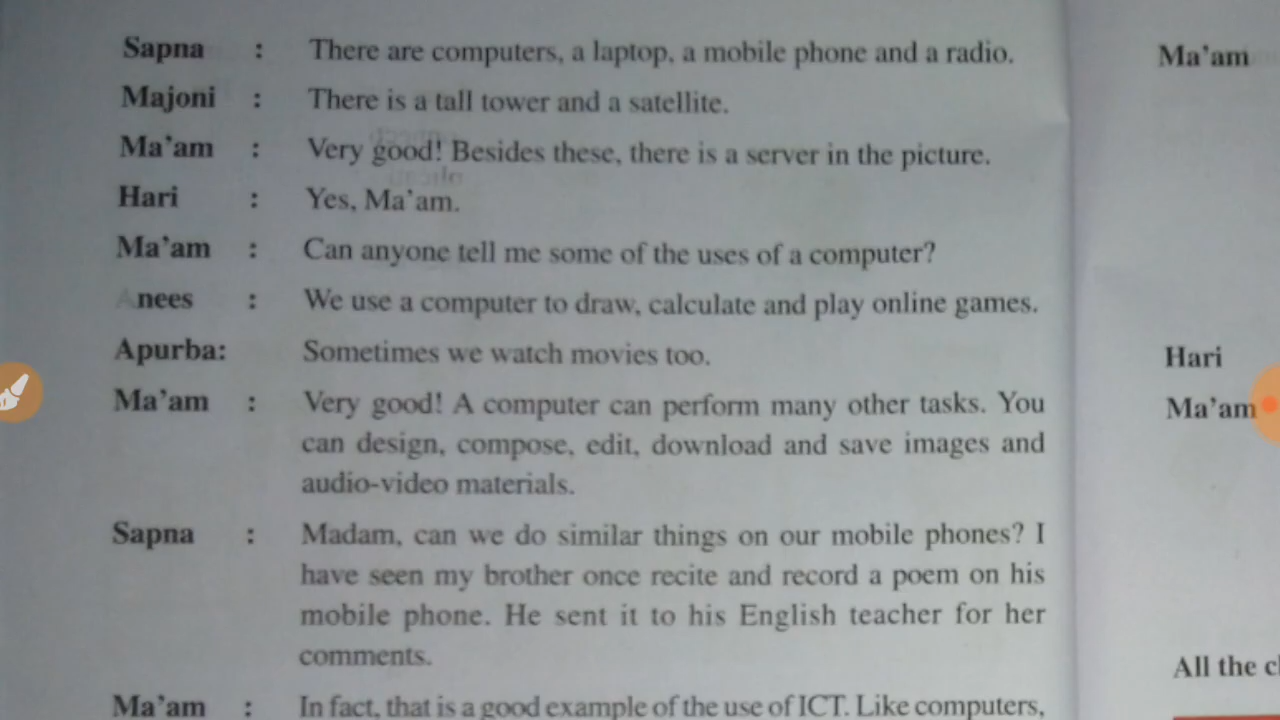 Sapna : There are computers, a laptop, a mobile phone and a radio.
Majoni : There is a tall tower and a satellite.
Ma'am : Very good! Besides these, there is a server in the picture.
Hari : Yes, Ma'am.
Ma'am : Can anyone tell me some of the uses of a computer?
Anees : We use a computer to draw, calculate and play online games.
Apurba: Sometimes we watch movies too.
Ma'am : Very good! A computer can perform many other tasks. You
can design, compose, edit, download and save images and
audio-video materials.
Sapna : Madam, can we do similar things on our mobile phones? I
have seen my brother once recite and record a poem on his
mobile phone. He sent it to his English teacher for her
comments.
Ma'am : In fact, that is a good example of the use of ICT. Like computers,
Ma'am
Hari
Ma'am
All the